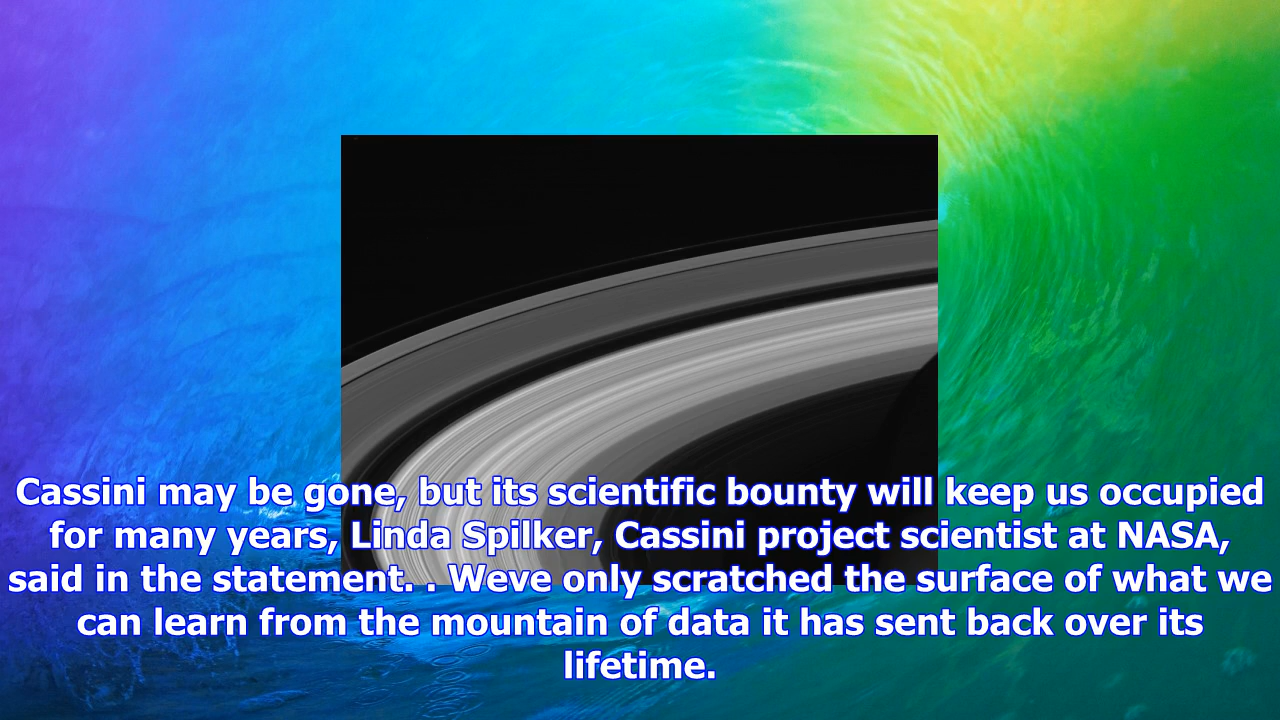 Cassini may be gone, but its scientific bounty will keep us occupied
for many years, Linda Spilker, Cassini project scientist at NASA,
said in the statement. . Weve only scratched the surface of what we
can learn from the mountain of data it has sent back over its
lifetime.